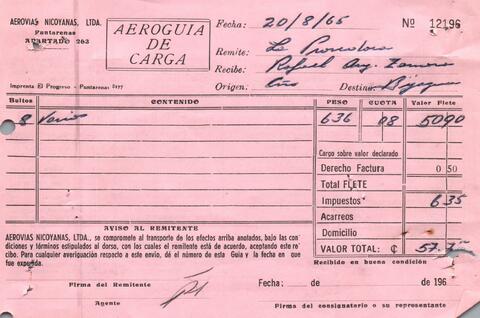 AEROVIAS NICOYANAS, LTDA.
Puntarenas
APARTADO 263
AEROGUIA
DE
CARGA
Fecha: 20/8/65 Nº 12196
Remite: La
Recibe: Rafael Ang. Zamora
Origen: Destino:
Imprenta El Progreso - Puntarenas
Bultos CONTENIDO PESO CUOTA Valor Flete
8 Varios 636 08 5090
Cargo sobre valor declarado
Derecho Factura 0 50
Total FLETE
Impuestos 6 35
Acarreos
Domicilio
VALOR TOTAL: ₡
AVISO AL REMITENTE
AEROVIAS NICOYANAS, LTDA., se compromete al transporte de los efectos arriba anotados, bajo las con-
diciones y términos estipulados al dorso, con los cuales el remitente está de acuerdo, aceptando este re-
cibo. Para cualquier averiguación respecto a este envío, dé el número de esta Guía y la fecha en que
fue expedida.
Recibido en buena condición
Firma del Remitente
Agente
Fecha: de de 196
Firma del consignatario o su representante